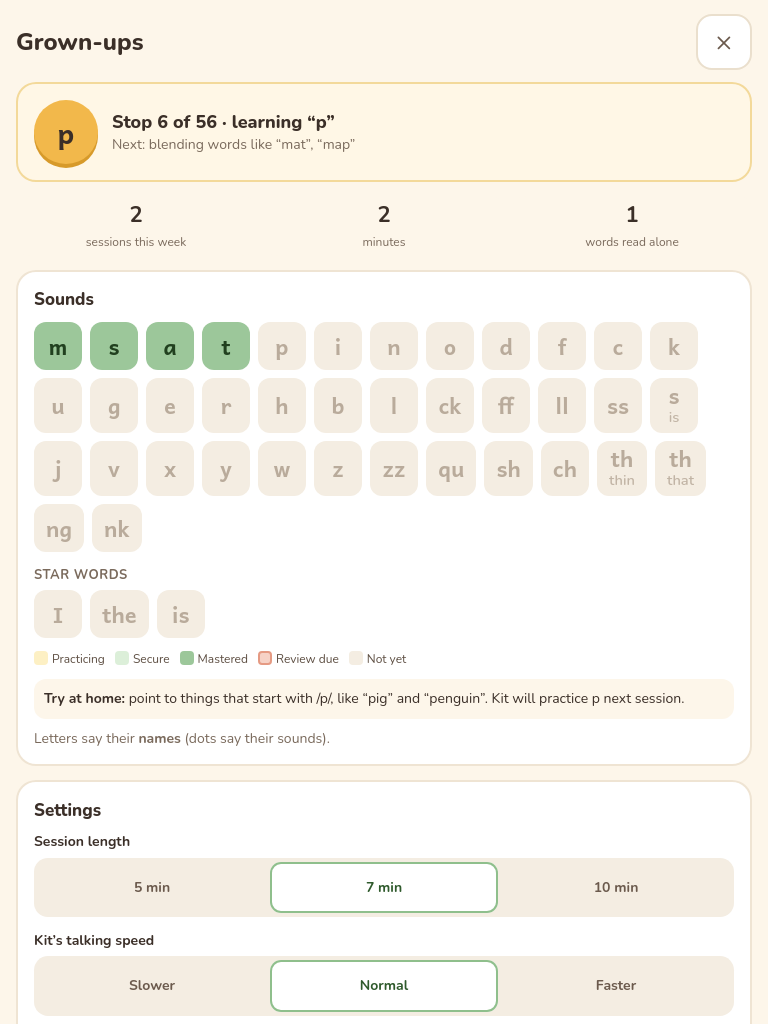 Grown-ups
×
p
Stop 6 of 56 · learning “p”
Next: blending words like “mat”, “map”
2 2 1
sessions this week minutes words read alone
Sounds
m s a t p i n o d f c k
u g e r h b l ck ff ll ss s is
j v x y w z zz qu sh ch th thin th that
ng nk
STAR WORDS
I the is
Practicing Secure Mastered Review due Not yet
Try at home: point to things that start with /p/, like “pig” and “penguin”. Kit will practice p next session.
Letters say their names (dots say their sounds).
Settings
Session length
5 min 7 min 10 min
Kit’s talking speed
Slower Normal Faster